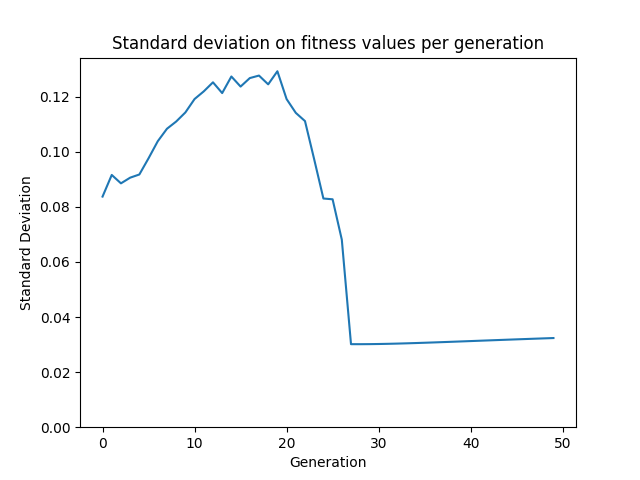 Standard deviation on fitness values per generation
0.12
0.10
0.08
0.06
0.04
0.02
0.00
Standard Deviation
0 10 20 30 40 50
Generation